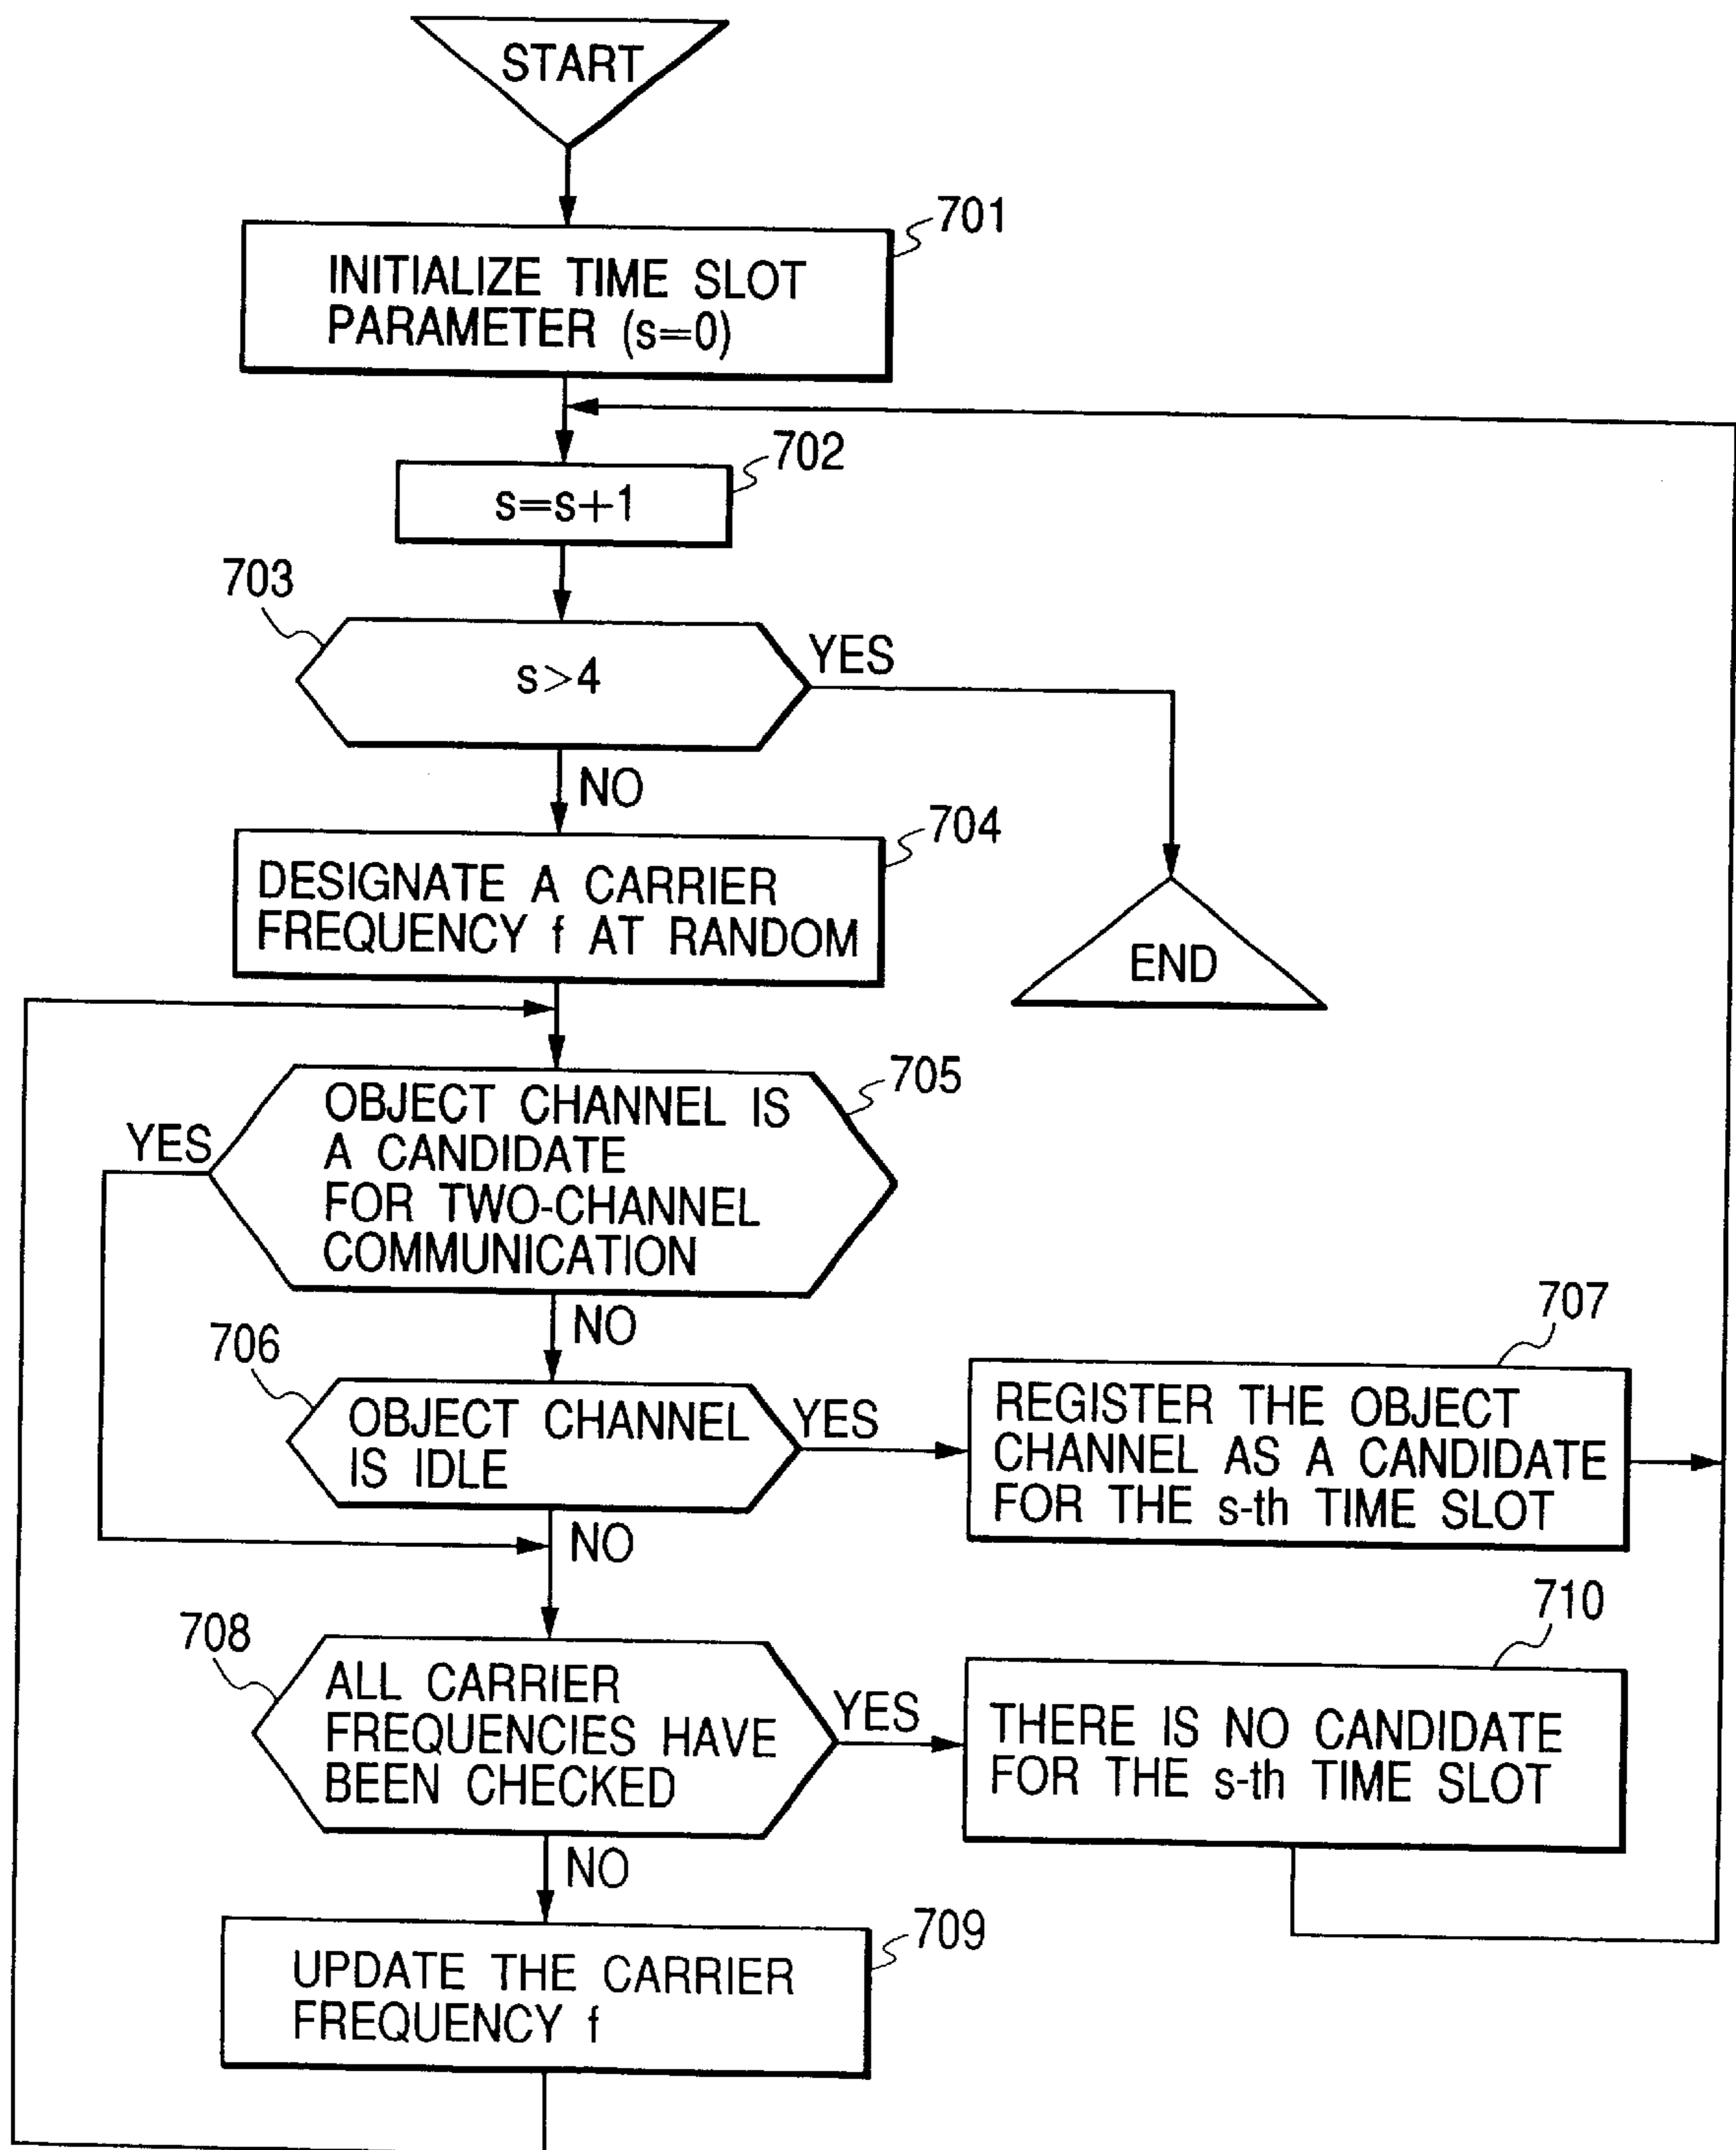 START
701
INITIALIZE TIME SLOT
PARAMETER (s=0)
702
s=s+1
703
s>4
YES
NO
704
DESIGNATE A CARRIER
FREQUENCY f AT RANDOM
END
705
OBJECT CHANNEL IS
A CANDIDATE
FOR TWO-CHANNEL
COMMUNICATION
YES
NO
706
OBJECT CHANNEL
IS IDLE
YES
707
REGISTER THE OBJECT
CHANNEL AS A CANDIDATE
FOR THE s-th TIME SLOT
NO
708
ALL CARRIER
FREQUENCIES HAVE
BEEN CHECKED
YES
710
THERE IS NO CANDIDATE
FOR THE s-th TIME SLOT
NO
709
UPDATE THE CARRIER
FREQUENCY f